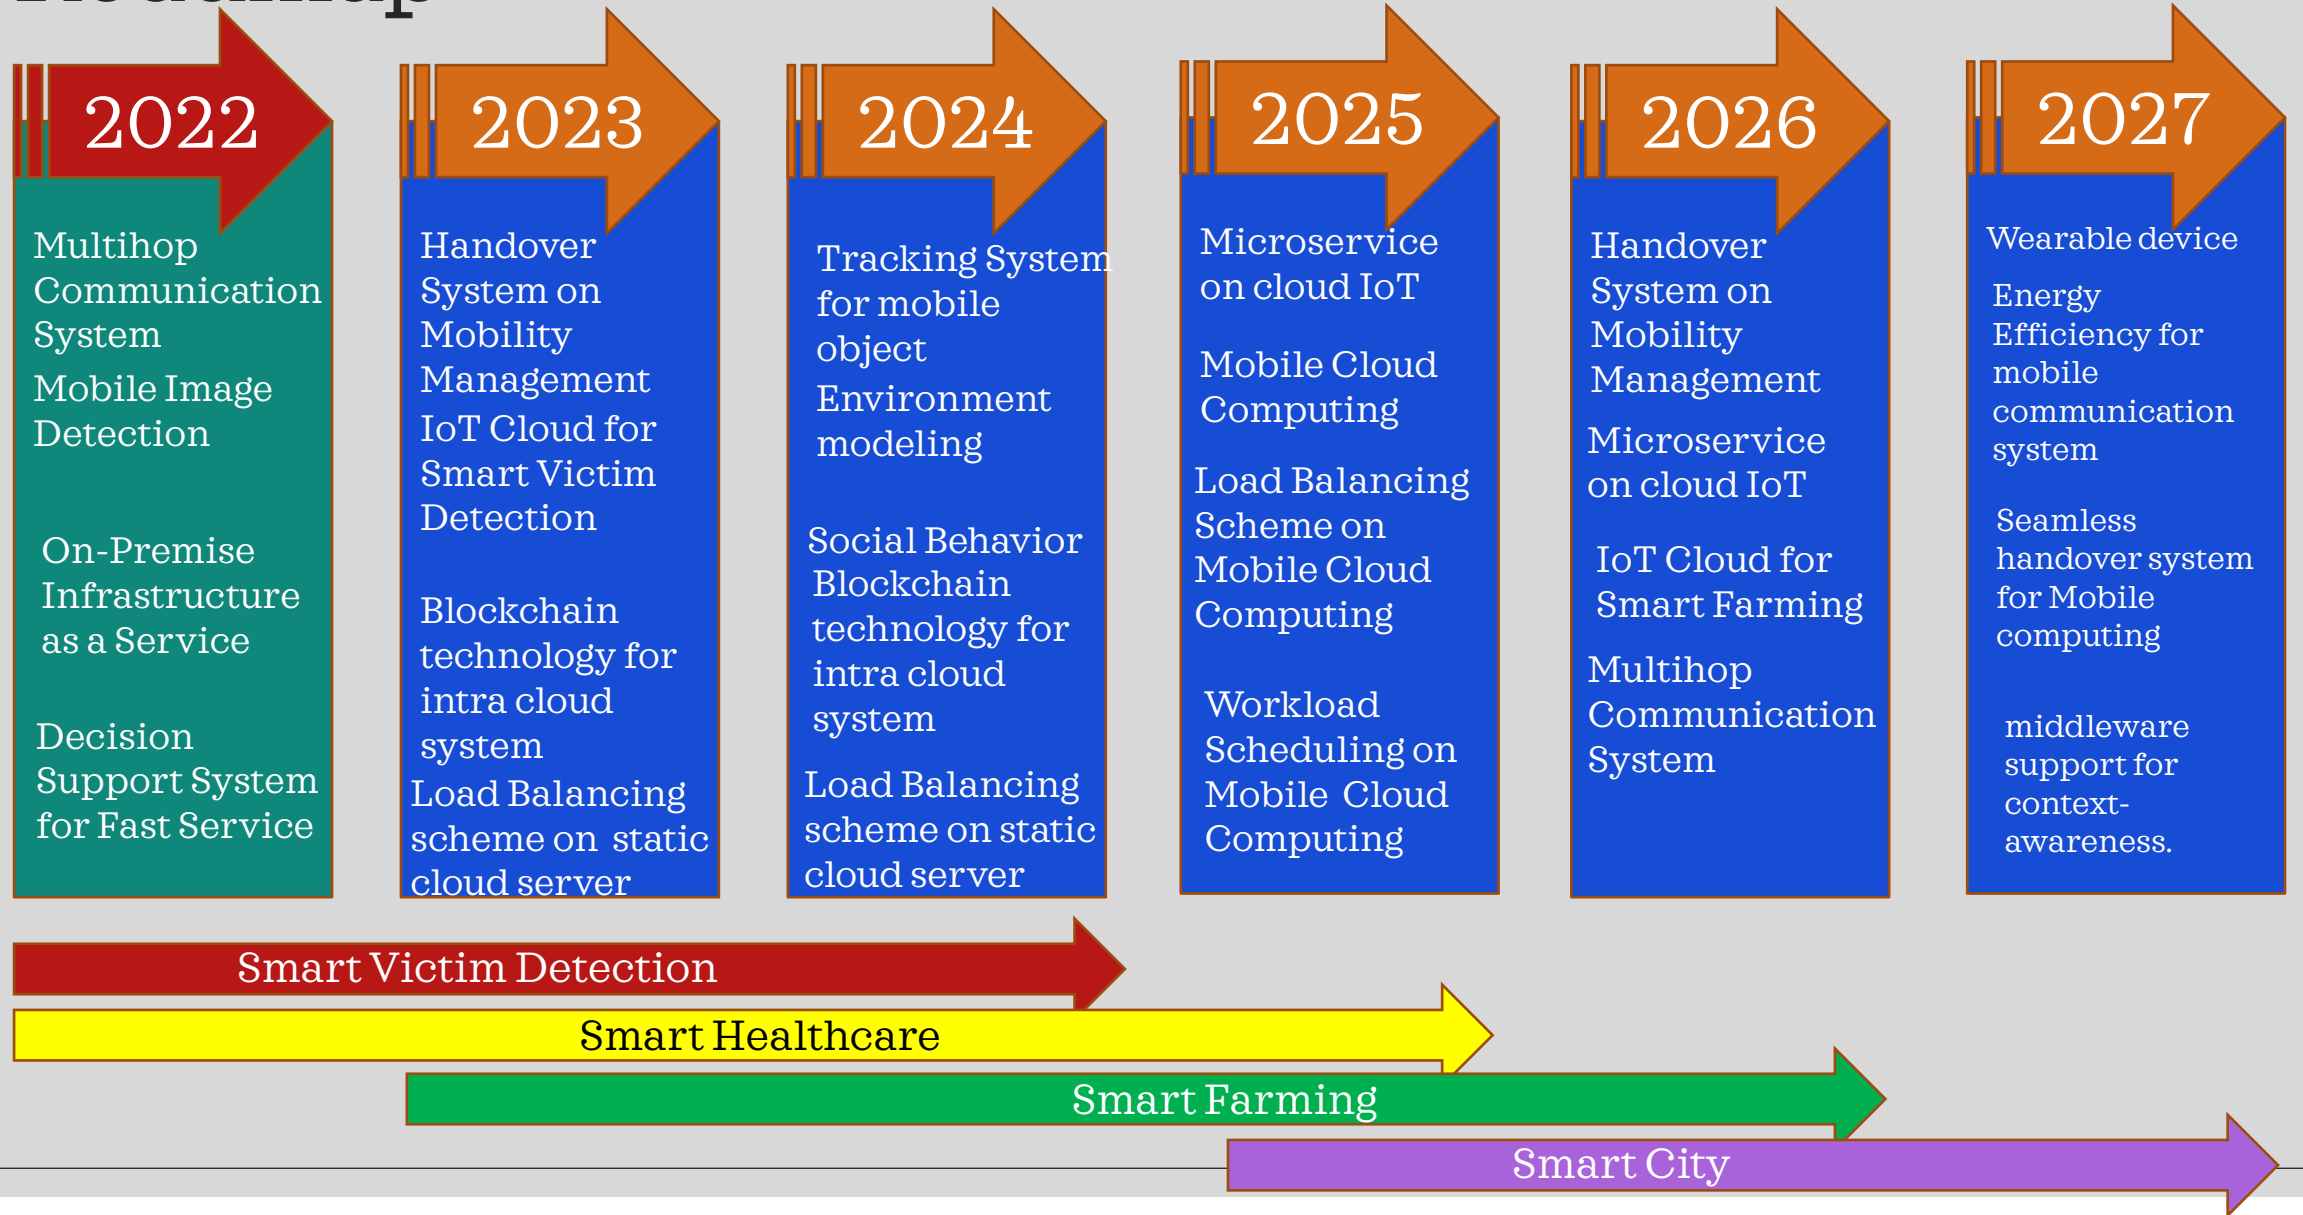 Roadmap
2022
Multihop
Communication
System
Mobile Image
Detection
On-Premise
Infrastructure
as a Service
Decision
Support System
for Fast Service
2023
Handover
System on
Mobility
Management
IoT Cloud for
Smart Victim
Detection
Blockchain
technology for
intra cloud
system
Load Balancing
scheme on static
cloud server
2024
Tracking System
for mobile
object
Environment
modeling
Social Behavior
Blockchain
technology for
intra cloud
system
Load Balancing
scheme on static
cloud server
2025
Microservice
on cloud IoT
Mobile Cloud
Computing
Load Balancing
Scheme on
Mobile Cloud
Computing
Workload
Scheduling on
Mobile Cloud
Computing
2026
Handover
System on
Mobility
Management
Microservice
on cloud IoT
IoT Cloud for
Smart Farming
Multihop
Communication
System
2027
Wearable device
Energy
Efficiency for
mobile
communication
system
Seamless
handover system
for Mobile
computing
middleware
support for
context-
awareness.
Smart Victim Detection
Smart Healthcare
Smart Farming
Smart City